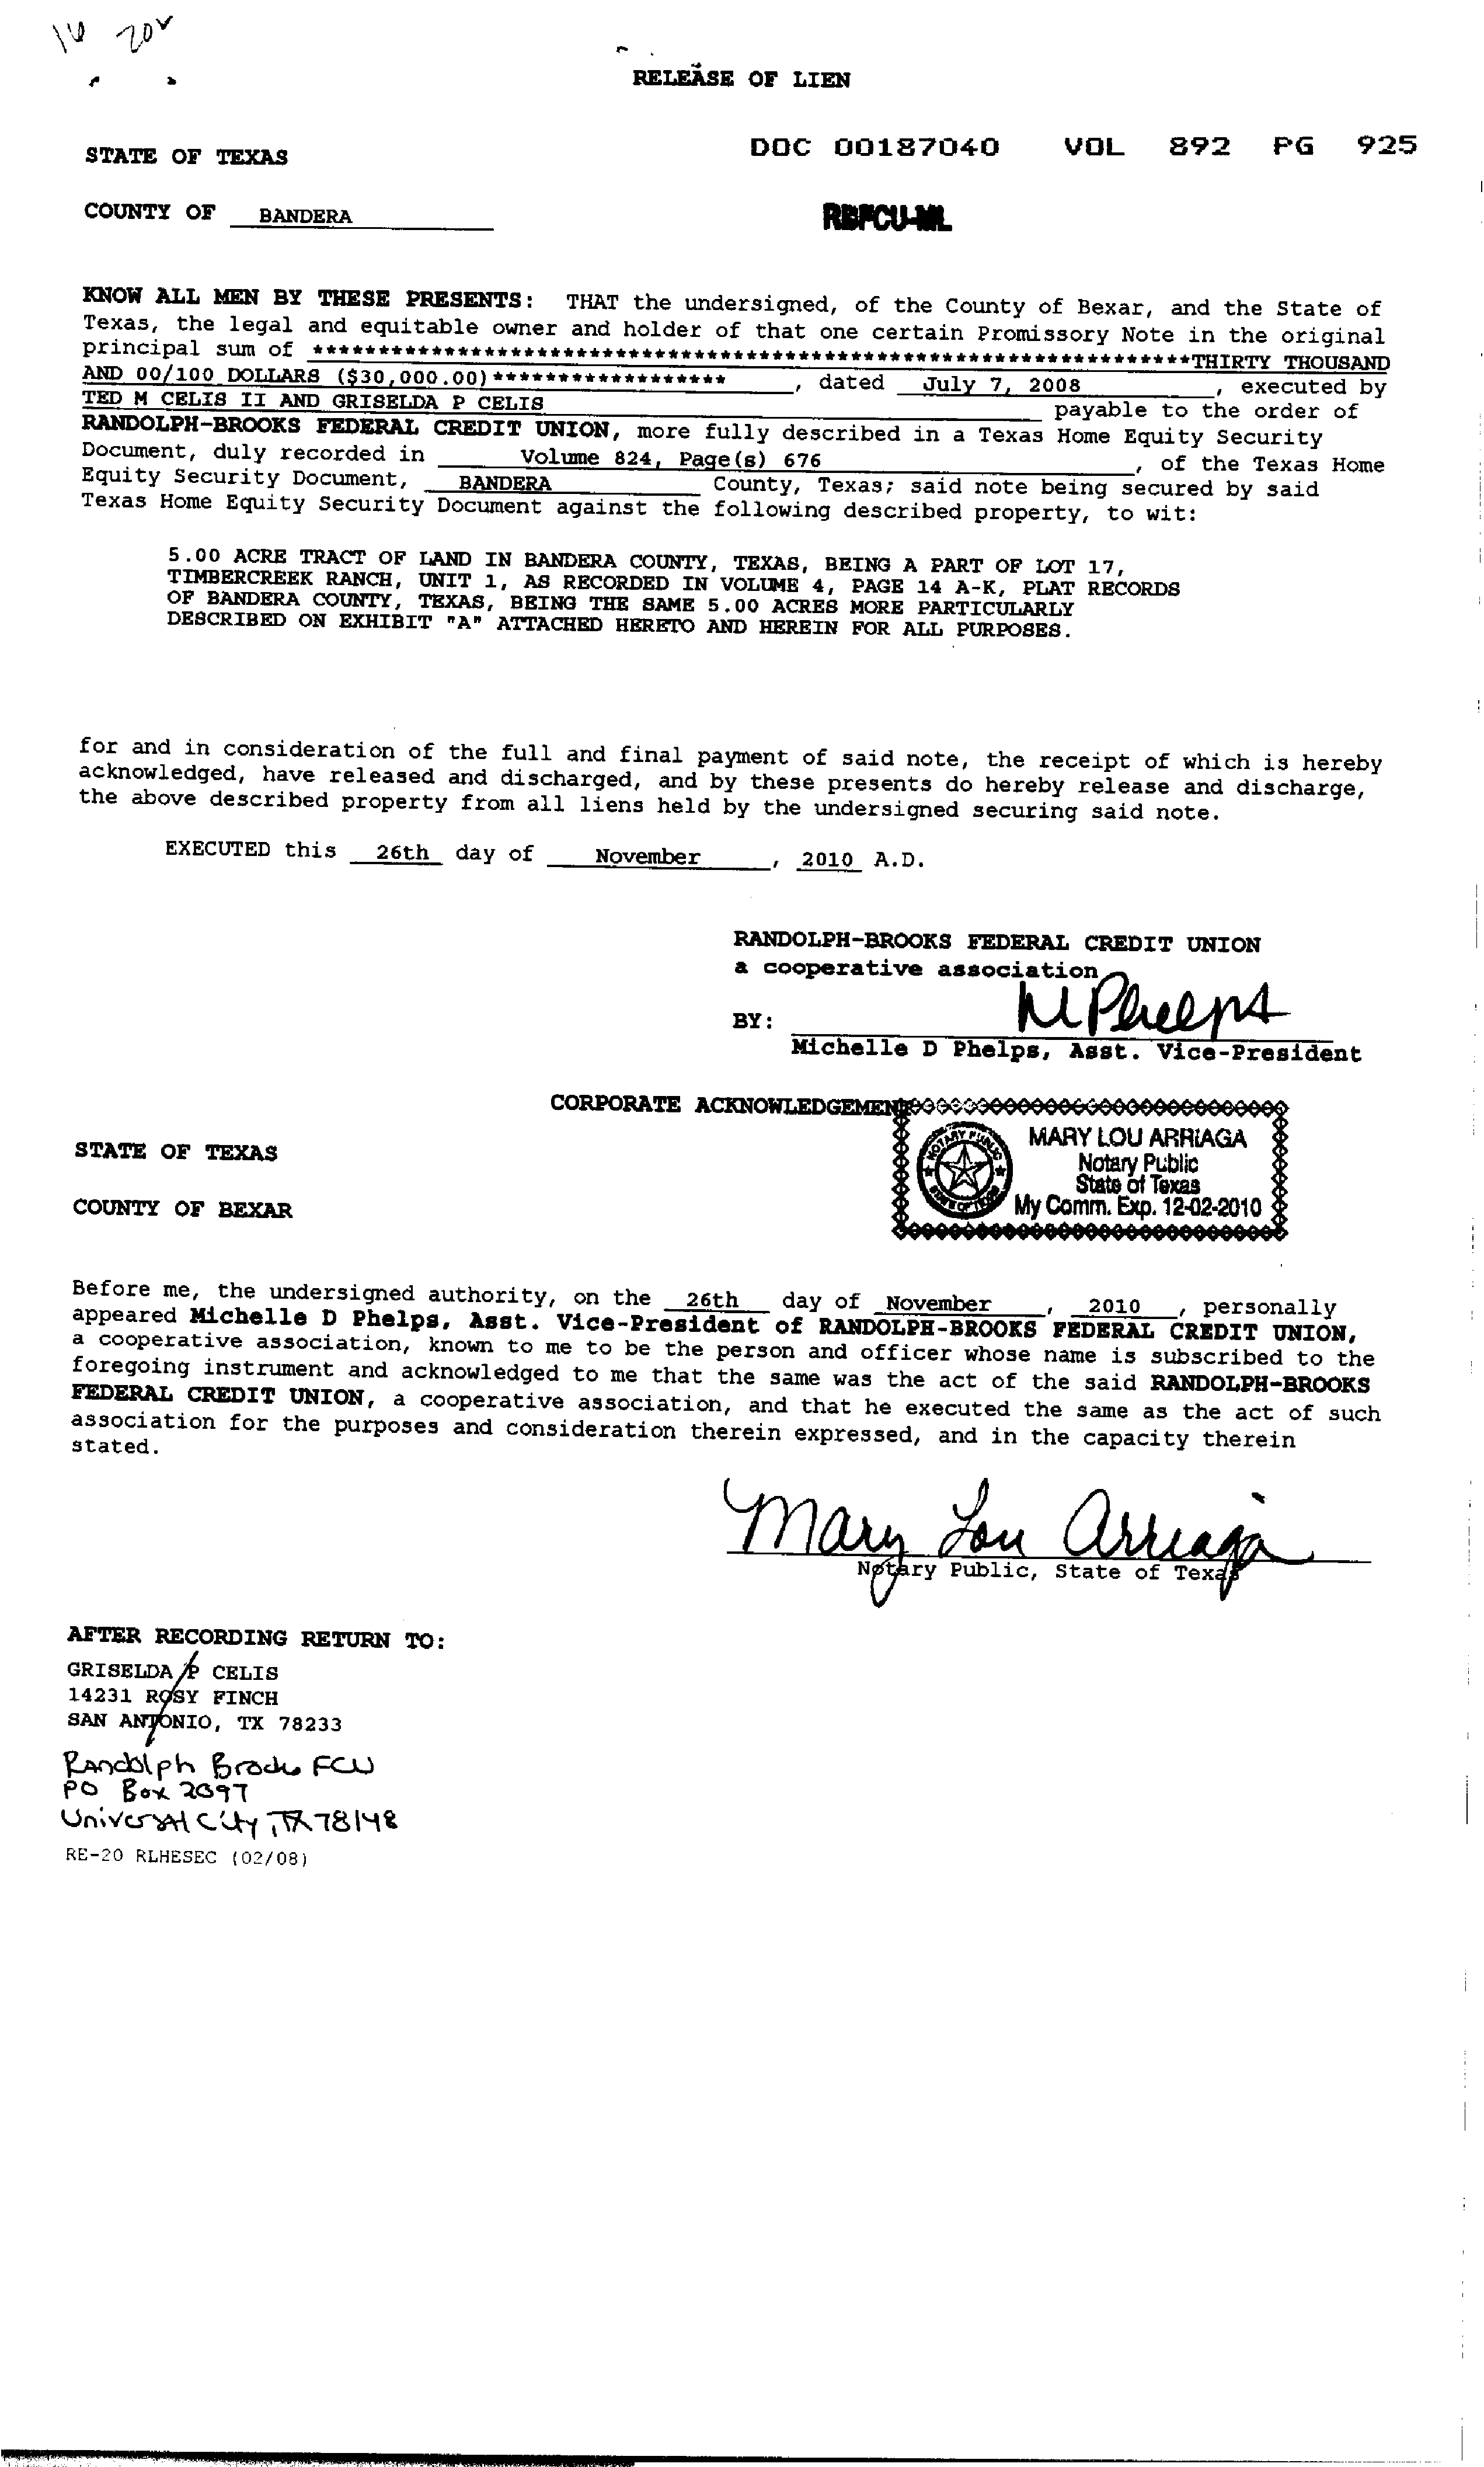 16 20✓
RELEASE OF LIEN
DOC 00187040 VOL 892 PG 925
STATE OF TEXAS
COUNTY OF BANDERA
RBFCU-ML
KNOW ALL MEN BY THESE PRESENTS: THAT the undersigned, of the County of Bexar, and the State of
Texas, the legal and equitable owner and holder of that one certain Promissory Note in the original
principal sum of *******************************************************************THIRTY THOUSAND
AND 00/100 DOLLARS ($30,000.00)****************** , dated July 7, 2008 , executed by
TED M CELIS II AND GRISELDA P CELIS payable to the order of
RANDOLPH-BROOKS FEDERAL CREDIT UNION, more fully described in a Texas Home Equity Security
Document, duly recorded in Volume 824, Page(s) 676 , of the Texas Home
Equity Security Document, BANDERA County, Texas; said note being secured by said
Texas Home Equity Security Document against the following described property, to wit:
5.00 ACRE TRACT OF LAND IN BANDERA COUNTY, TEXAS, BEING A PART OF LOT 17,
TIMBERCREEK RANCH, UNIT 1, AS RECORDED IN VOLUME 4, PAGE 14 A-K, PLAT RECORDS
OF BANDERA COUNTY, TEXAS, BEING THE SAME 5.00 ACRES MORE PARTICULARLY
DESCRIBED ON EXHIBIT "A" ATTACHED HERETO AND HEREIN FOR ALL PURPOSES.
for and in consideration of the full and final payment of said note, the receipt of which is hereby
acknowledged, have released and discharged, and by these presents do hereby release and discharge,
the above described property from all liens held by the undersigned securing said note.
EXECUTED this 26th day of November , 2010 A.D.
RANDOLPH-BROOKS FEDERAL CREDIT UNION
a cooperative association
BY: M Phelps
Michelle D Phelps, Asst. Vice-President
CORPORATE ACKNOWLEDGEMENT
MARY LOU ARRIAGA
Notary Public
State of Texas
My Comm. Exp. 12-02-2010
NOTARY PUBLIC
STATE OF TEXAS
STATE OF TEXAS
COUNTY OF BEXAR
Before me, the undersigned authority, on the 26th day of November , 2010 , personally
appeared Michelle D Phelps, Asst. Vice-President of RANDOLPH-BROOKS FEDERAL CREDIT UNION,
a cooperative association, known to me to be the person and officer whose name is subscribed to the
foregoing instrument and acknowledged to me that the same was the act of the said RANDOLPH-BROOKS
FEDERAL CREDIT UNION, a cooperative association, and that he executed the same as the act of such
association for the purposes and consideration therein expressed, and in the capacity therein
stated.
Mary Lou Arriaga
Notary Public, State of Texas
AFTER RECORDING RETURN TO:
GRISELDA P CELIS
14231 ROSY FINCH
SAN ANTONIO, TX 78233
Randolph Brooks FCU
PO Box 2097
Universal City, TX 78148
RE-20 RLHESEC (02/08)